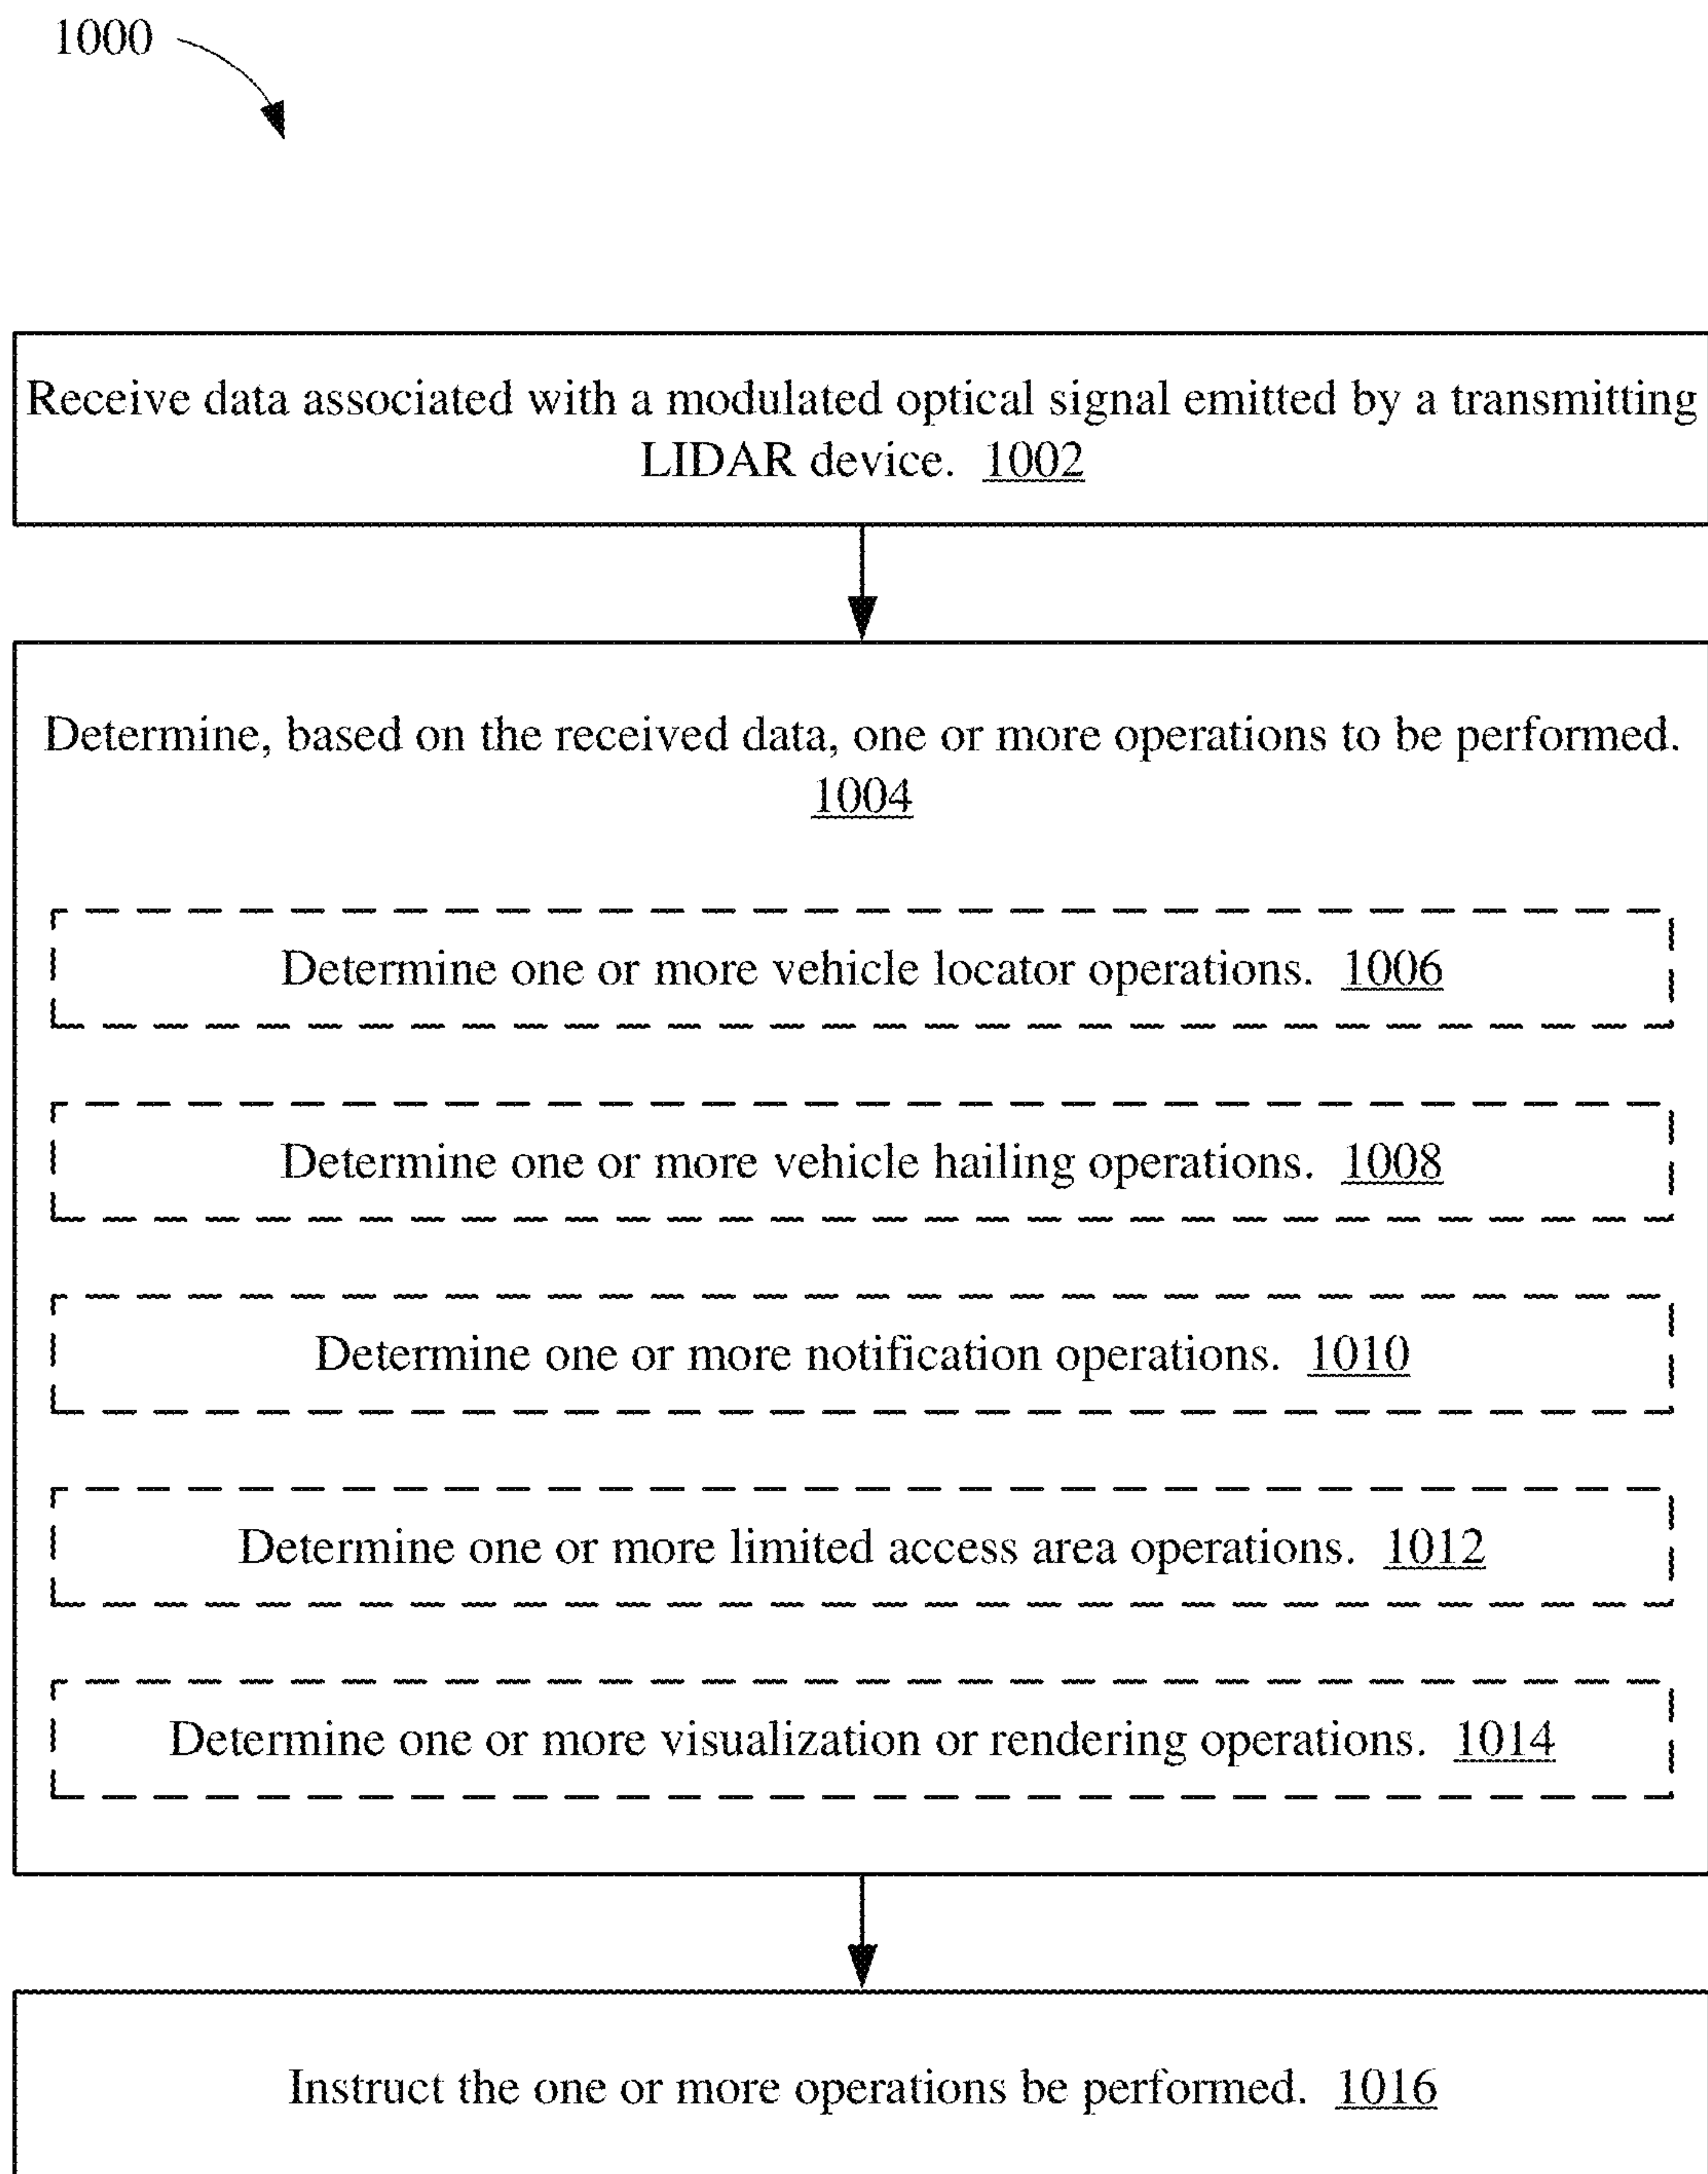 1000
Receive data associated with a modulated optical signal emitted by a transmitting
LIDAR device. 1002
Determine, based on the received data, one or more operations to be performed.
1004
Determine one or more vehicle locator operations. 1006
Determine one or more vehicle hailing operations. 1008
Determine one or more notification operations. 1010
Determine one or more limited access area operations. 1012
Determine one or more visualization or rendering operations. 1014
Instruct the one or more operations be performed. 1016